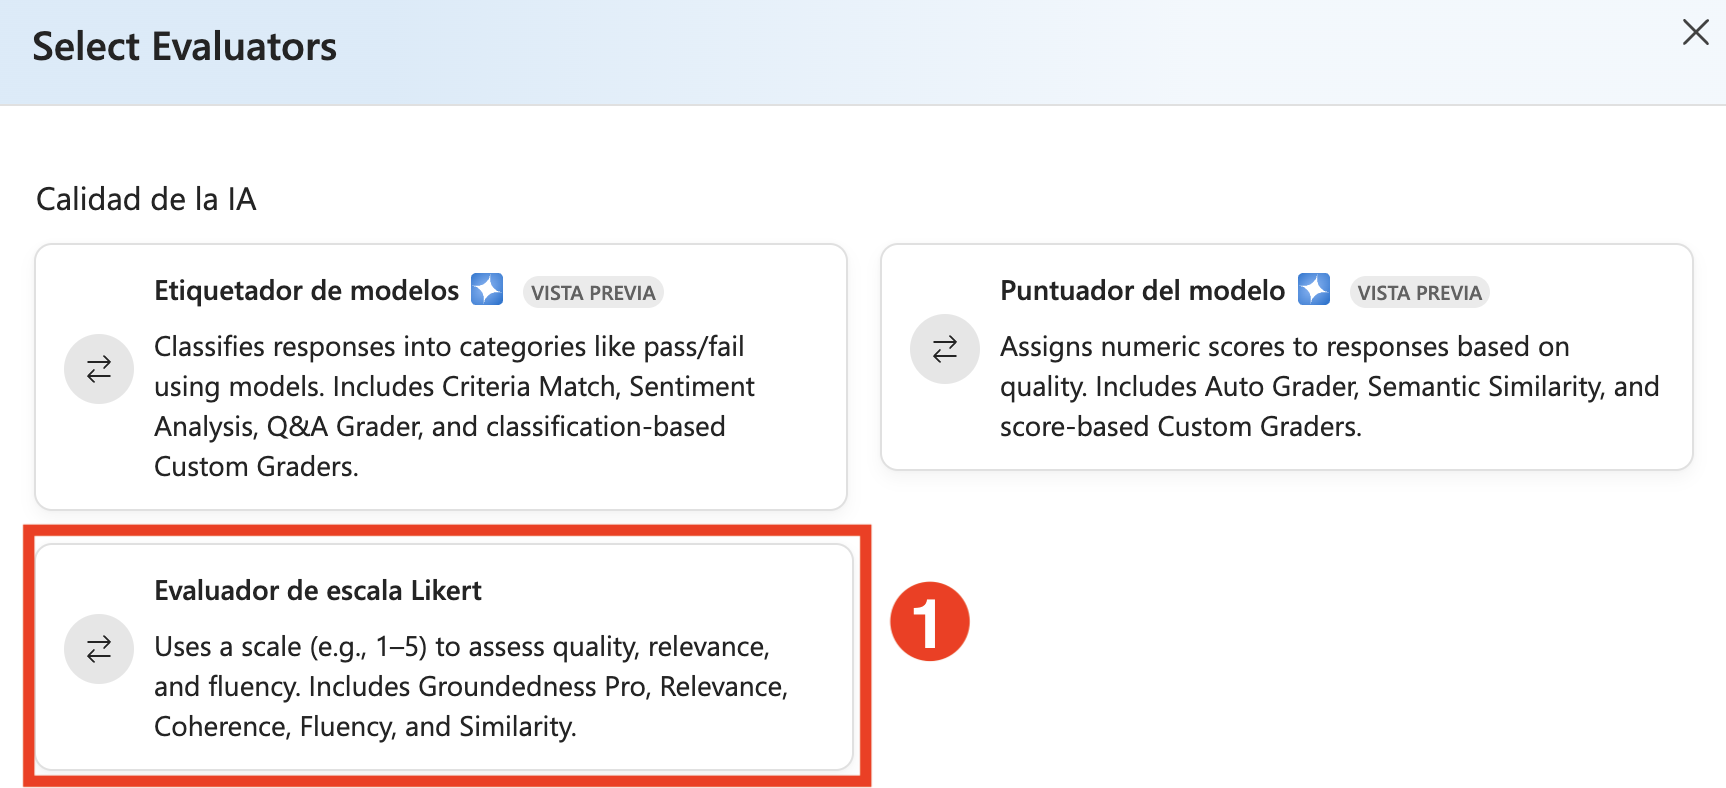 Select Evaluators
Calidad de la IA
Etiquetador de modelos VISTA PREVIA
Classifies responses into categories like pass/fail
using models. Includes Criteria Match, Sentiment
Analysis, Q&A Grader, and classification-based
Custom Graders.
Puntuador del modelo VISTA PREVIA
Assigns numeric scores to responses based on
quality. Includes Auto Grader, Semantic Similarity, and
score-based Custom Graders.
Evaluador de escala Likert
Uses a scale (e.g., 1–5) to assess quality, relevance,
and fluency. Includes Groundedness Pro, Relevance,
Coherence, Fluency, and Similarity.
1